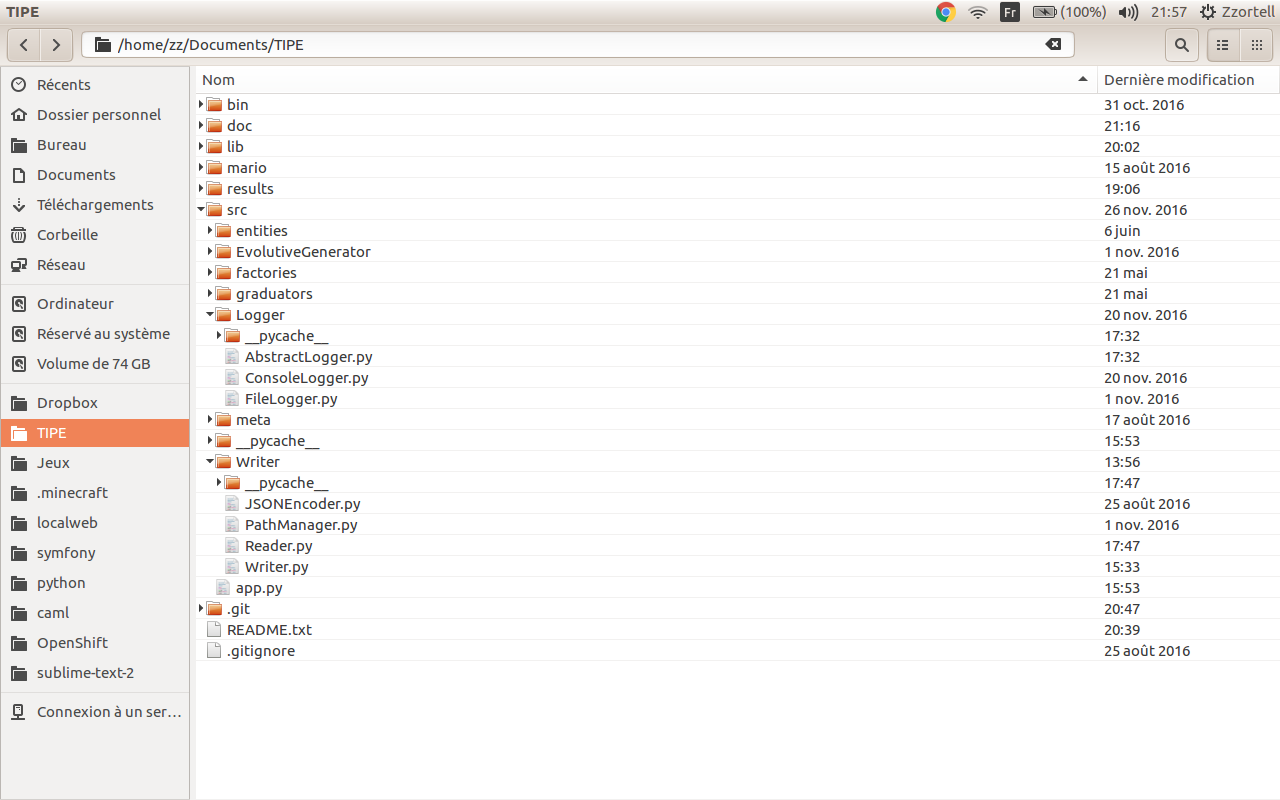 TIPE Fr (100%) 21:57 Zzortell
/home/zz/Documents/TIPE
Récents
Dossier personnel
Bureau
Documents
Téléchargements
Corbeille
Réseau
Ordinateur
Réservé au système
Volume de 74 GB
Dropbox
TIPE
Jeux
.minecraft
localweb
symfony
python
caml
OpenShift
sublime-text-2
Connexion à un ser...
Nom Dernière modification
bin 31 oct. 2016
doc 21:16
lib 20:02
mario 15 août 2016
results 19:06
src 26 nov. 2016
entities 6 juin
EvolutiveGenerator 1 nov. 2016
factories 21 mai
graduators 21 mai
Logger 20 nov. 2016
__pycache__ 17:32
AbstractLogger.py 17:32
ConsoleLogger.py 20 nov. 2016
FileLogger.py 1 nov. 2016
meta 17 août 2016
__pycache__ 15:53
Writer 13:56
__pycache__ 17:47
JSONEncoder.py 25 août 2016
PathManager.py 1 nov. 2016
Reader.py 17:47
Writer.py 15:33
app.py 15:53
.git 20:47
README.txt 20:39
.gitignore 25 août 2016